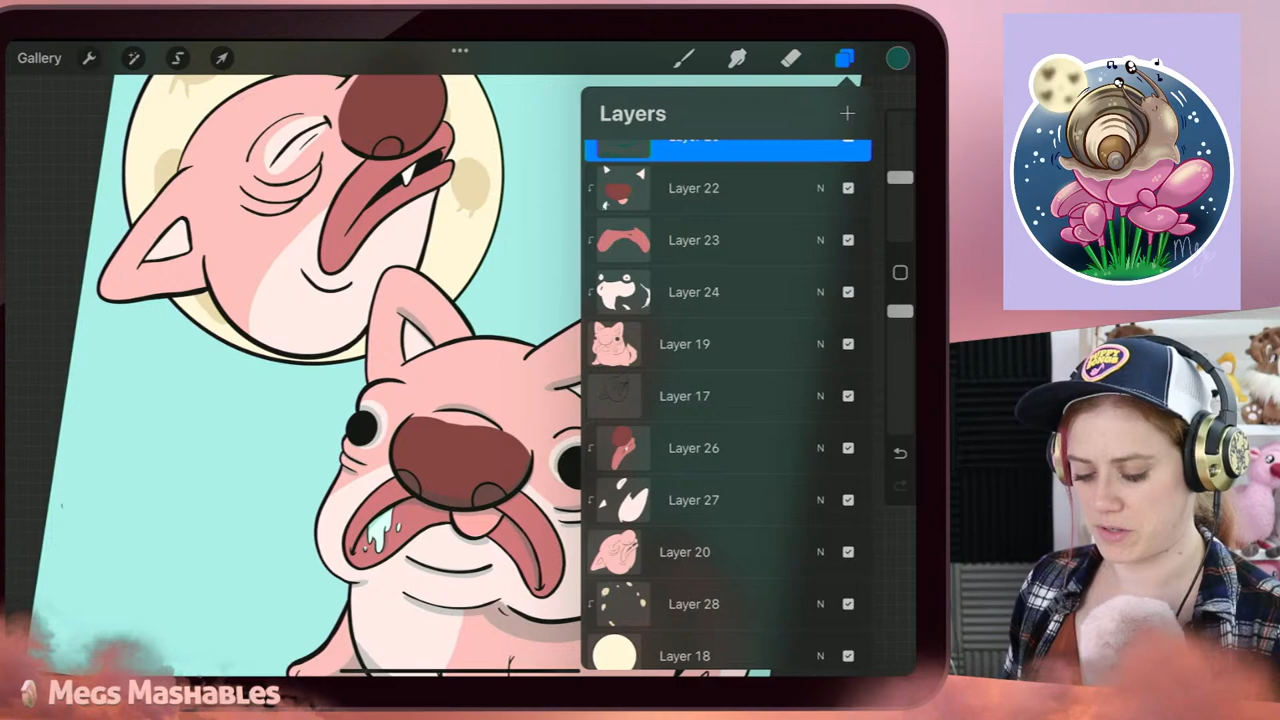 Gallery
Layers
Layer 22 N
Layer 23 N
Layer 24 N
Layer 19 N
Layer 17 N
Layer 26 N
Layer 27 N
Layer 20 N
Layer 28 N
Layer 18 N
Megs Mashables